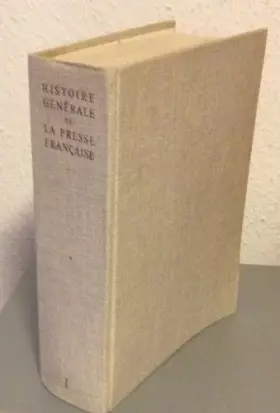 HISTOIRE
GÉNÉRALE
DE
LA PRESSE
FRANÇAISE
I